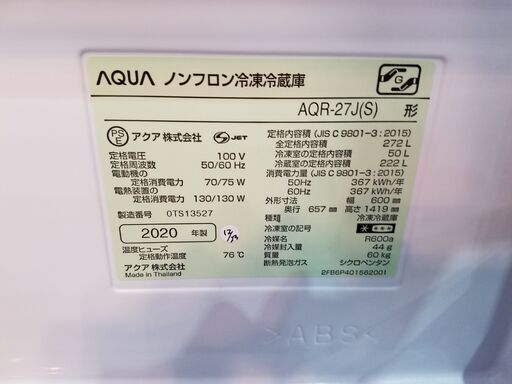 AQUA ノンフロン冷凍冷蔵庫
G
AQR-27J(S) 形
PS E アクア株式会社 S JET
定格電圧 100 V
定格周波数 50/60 Hz
電動機の
定格消費電力 70/75 W
電熱装置の
定格消費電力 130/130 W
製造番号 0TS13527
2020 年製
温度ヒューズ
定格動作温度 76℃
アクア株式会社
Made in Thailand
定格内容積 (JIS C 9801-3 : 2015)
全定格内容積 272 L
冷凍室の定格内容積 50 L
冷蔵室の定格内容積 222 L
消費電力量 (JIS C 9801-3 : 2015)
50Hz 367 kWh/年
60Hz 367 kWh/年
外形寸法 幅 600 mm
奥行 657 mm 高さ 1419 mm
種類 冷凍冷蔵庫
冷凍室の記号
冷媒名 R600a
冷媒封入量 44 g
質量 60 kg
断熱発泡ガス シクロペンタン
2FB6P401562001
>ABS<